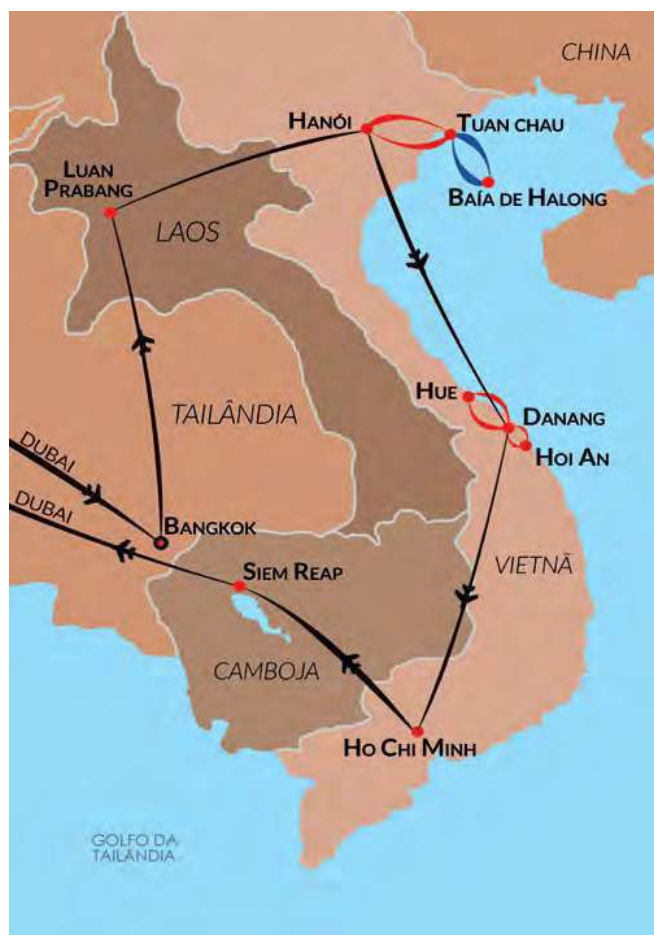 CHINA
HANÓI
TUAN CHAU
LUAN
PRABANG
BAÍA DE HALONG
LAOS
HUE
TAILÂNDIA
DANANG
HOI AN
DUBAI
DUBAI
BANGKOK
SIEM REAP
VIETNÃ
CAMBOJA
HO CHI MINH
GOLFO DA
TAILÂNDIA